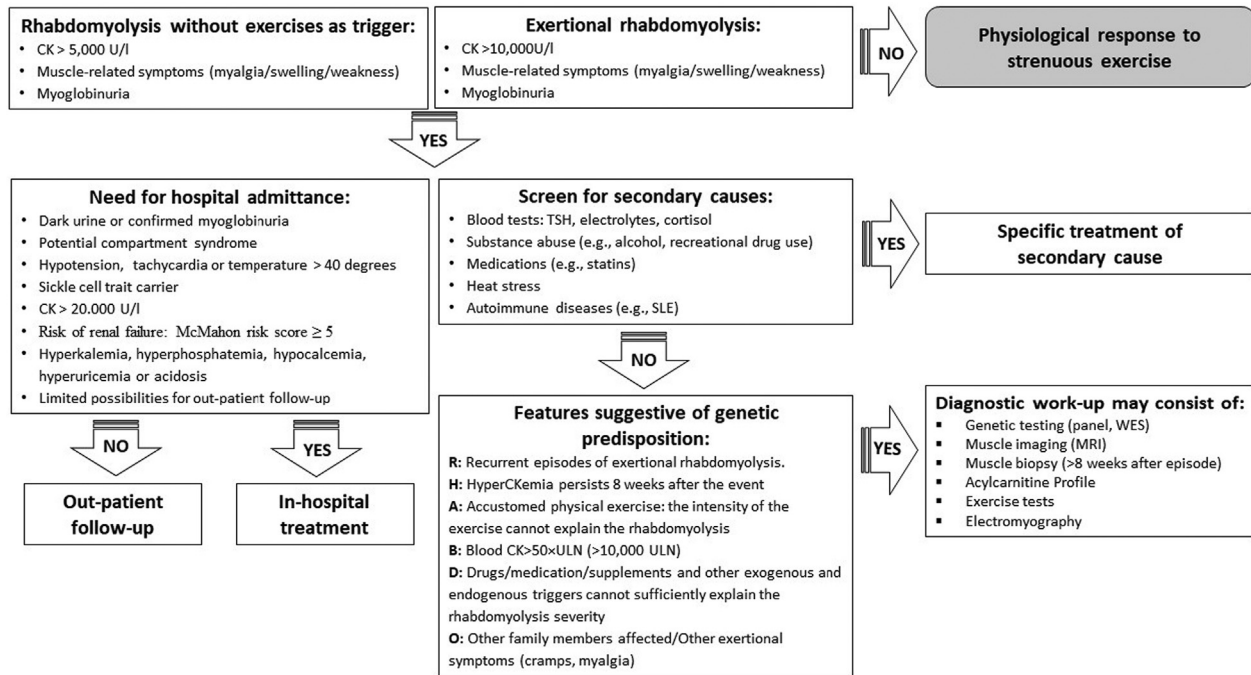 Rhabdomyolysis without exercises as trigger:
• CK > 5,000 U/l
• Muscle-related symptoms (myalgia/swelling/weakness)
• Myoglobinuria
Exertional rhabdomyolysis:
• CK >10,000U/l
• Muscle-related symptoms (myalgia/swelling/weakness)
• Myoglobinuria
NO
Physiological response to
strenuous exercise
YES
Need for hospital admittance:
• Dark urine or confirmed myoglobinuria
• Potential compartment syndrome
• Hypotension, tachycardia or temperature > 40 degrees
• Sickle cell trait carrier
• CK > 20.000 U/l
• Risk of renal failure: McMahon risk score ≥ 5
• Hyperkalemia, hyperphosphatemia, hypocalcemia,
hyperuricemia or acidosis
• Limited possibilities for out-patient follow-up
Screen for secondary causes:
• Blood tests: TSH, electrolytes, cortisol
• Substance abuse (e.g., alcohol, recreational drug use)
• Medications (e.g., statins)
• Heat stress
• Autoimmune diseases (e.g., SLE)
YES
Specific treatment of
secondary cause
NO
NO
YES
Out-patient
follow-up
In-hospital
treatment
Features suggestive of genetic
predisposition:
R: Recurrent episodes of exertional rhabdomyolysis.
H: HyperCKemia persists 8 weeks after the event
A: Accustomed physical exercise: the intensity of the
exercise cannot explain the rhabdomyolysis
B: Blood CK>50×ULN (>10,000 ULN)
D: Drugs/medication/supplements and other exogenous and
endogenous triggers cannot sufficiently explain the
rhabdomyolysis severity
O: Other family members affected/Other exertional
symptoms (cramps, myalgia)
YES
Diagnostic work-up may consist of:
▪ Genetic testing (panel, WES)
▪ Muscle imaging (MRI)
▪ Muscle biopsy (>8 weeks after episode)
▪ Acylcarnitine Profile
▪ Exercise tests
▪ Electromyography